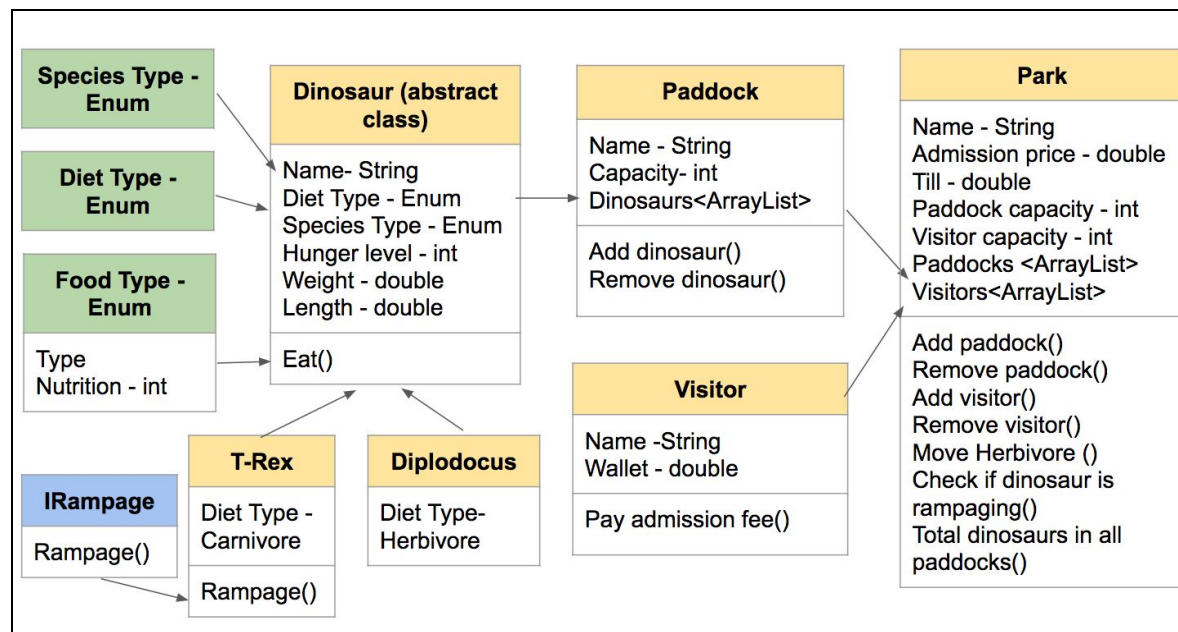 Species Type -
Enum
Diet Type -
Enum
Food Type -
Enum
Type
Nutrition - int
Dinosaur (abstract
class)
Name- String
Diet Type - Enum
Species Type - Enum
Hunger level - int
Weight - double
Length - double
Eat()
Paddock
Name - String
Capacity- int
Dinosaurs<ArrayList>
Add dinosaur()
Remove dinosaur()
Park
Name - String
Admission price - double
Till - double
Paddock capacity - int
Visitor capacity - int
Paddocks <ArrayList>
Visitors<ArrayList>
Add paddock()
Remove paddock()
Add visitor()
Remove visitor()
Move Herbivore ()
Check if dinosaur is
rampaging()
Total dinosaurs in all
paddocks()
Visitor
Name -String
Wallet - double
Pay admission fee()
IRampage
Rampage()
T-Rex
Diet Type -
Carnivore
Rampage()
Diplodocus
Diet Type-
Herbivore